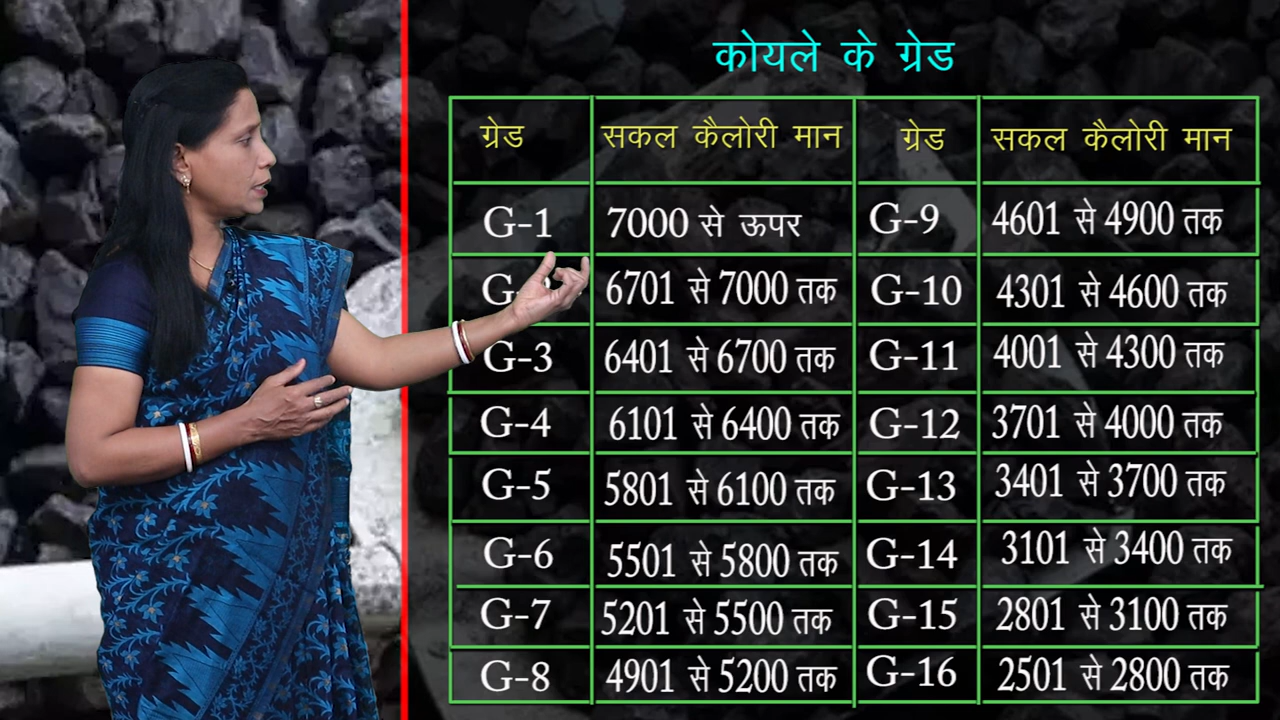 कोयले के ग्रेड
ग्रेड सकल कैलोरी मान ग्रेड सकल कैलोरी मान
G-1 7000 से ऊपर G-9 4601 से 4900 तक
6701 से 7000 तक G-10 4301 से 4600 तक
G-3 6401 से 6700 तक G-11 4001 से 4300 तक
G-4 6101 से 6400 तक G-12 3701 से 4000 तक
G-5 5801 से 6100 तक G-13 3401 से 3700 तक
G-6 5501 से 5800 तक G-14 3101 से 3400 तक
G-7 5201 से 5500 तक G-15 2801 से 3100 तक
G-8 4901 से 5200 तक G-16 2501 से 2800 तक